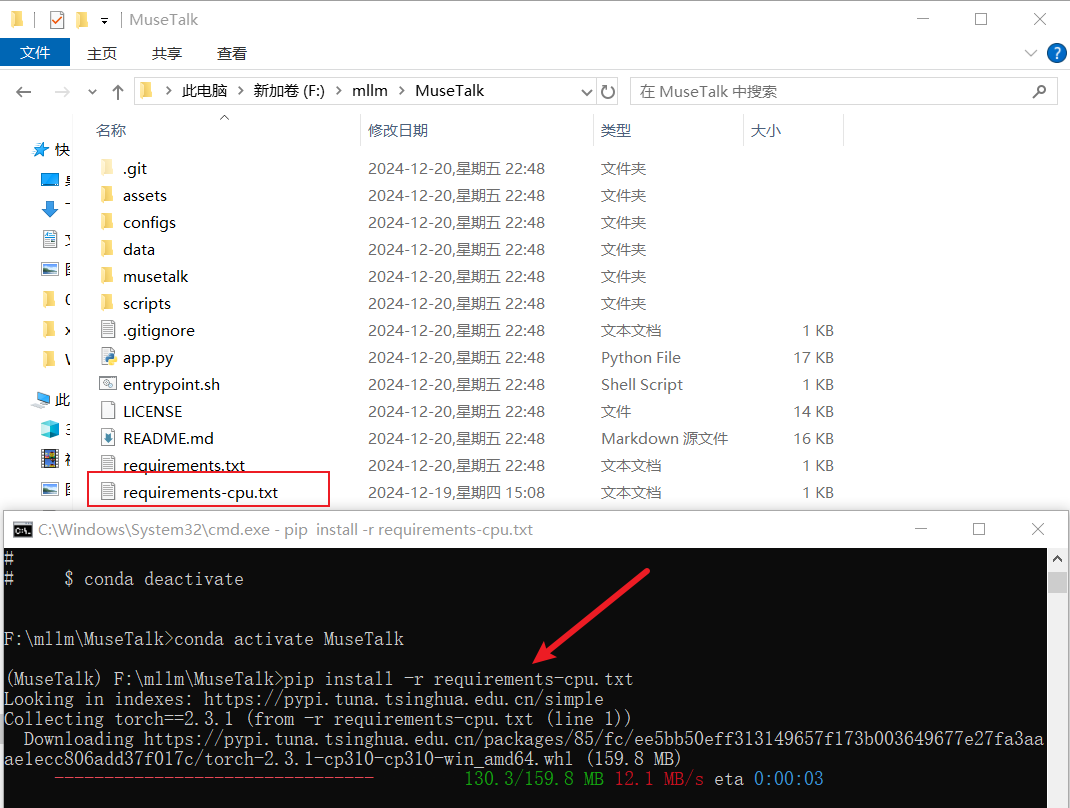 MuseTalk
文件 主页 共享 查看
此电脑 新加卷 (F:) mllm MuseTalk 在 MuseTalk 中搜索
名称 修改日期 类型 大小
快
.git 2024-12-20,星期五 22:48 文件夹
assets 2024-12-20,星期五 22:48 文件夹
configs 2024-12-20,星期五 22:48 文件夹
data 2024-12-20,星期五 22:48 文件夹
musetalk 2024-12-20,星期五 22:48 文件夹
scripts 2024-12-20,星期五 22:48 文件夹
.gitignore 2024-12-20,星期五 22:48 文本文档 1 KB
app.py 2024-12-20,星期五 22:48 Python File 17 KB
entrypoint.sh 2024-12-20,星期五 22:48 Shell Script 1 KB
此
LICENSE 2024-12-20,星期五 22:48 文件 14 KB
README.md 2024-12-20,星期五 22:48 Markdown 源文件 16 KB
requirements.txt 2024-12-20,星期五 22:48 文本文档 1 KB
requirements-cpu.txt 2024-12-19,星期四 15:08 文本文档 1 KB
C:\Windows\System32\cmd.exe - pip  install -r requirements-cpu.txt
#
#     $ conda deactivate
F:\mllm\MuseTalk>conda activate MuseTalk
(MuseTalk) F:\mllm\MuseTalk>pip install -r requirements-cpu.txt
Looking in indexes: https://pypi.tuna.tsinghua.edu.cn/simple
Collecting torch==2.3.1 (from -r requirements-cpu.txt (line 1))
  Downloading https://pypi.tuna.tsinghua.edu.cn/packages/85/fc/ee5bb50eff313149657f173b003649677e27fa3aa
ae1ecc806add37f017c/torch-2.3.1-cp310-cp310-win_amd64.whl (159.8 MB)
     -------------------------------- 130.3/159.8 MB 12.1 MB/s eta 0:00:03